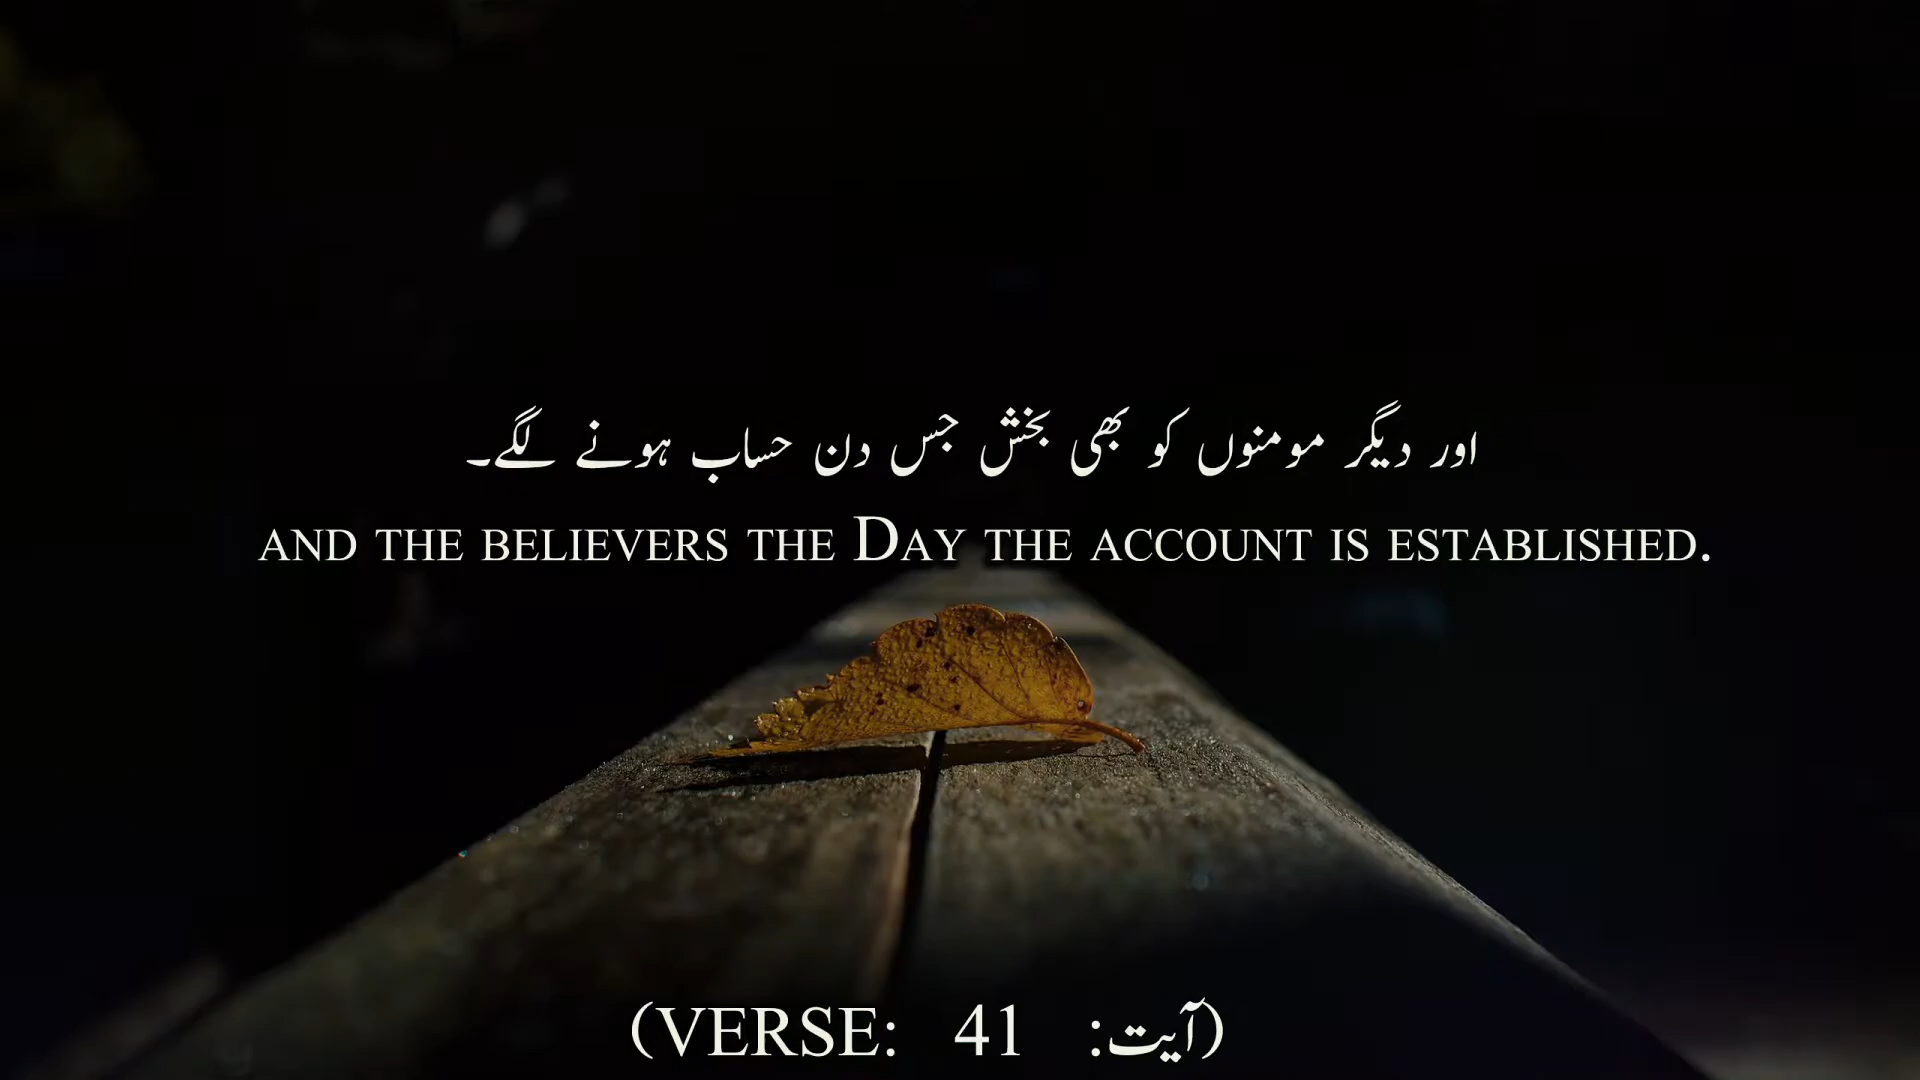 اور دیگر مومنوں کو بھی بخش جس دن حساب ہونے لگے۔
AND THE BELIEVERS THE DAY THE ACCOUNT IS ESTABLISHED.
(VERSE: 41 آیت:)